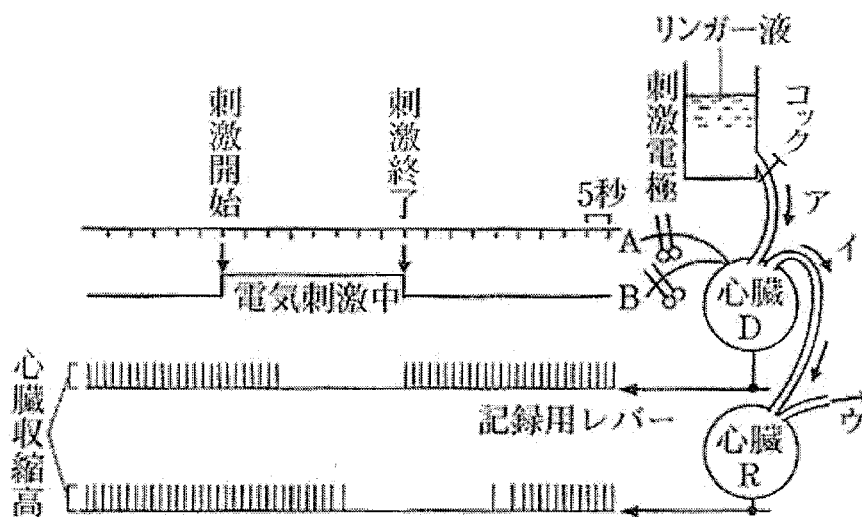 リンガー液
コック
刺激電極
刺激開始
刺激終了
5秒
ア
A
イ
B
電気刺激中
心臓
D
心臓収縮高
記録用レバー
ウ
心臓
R